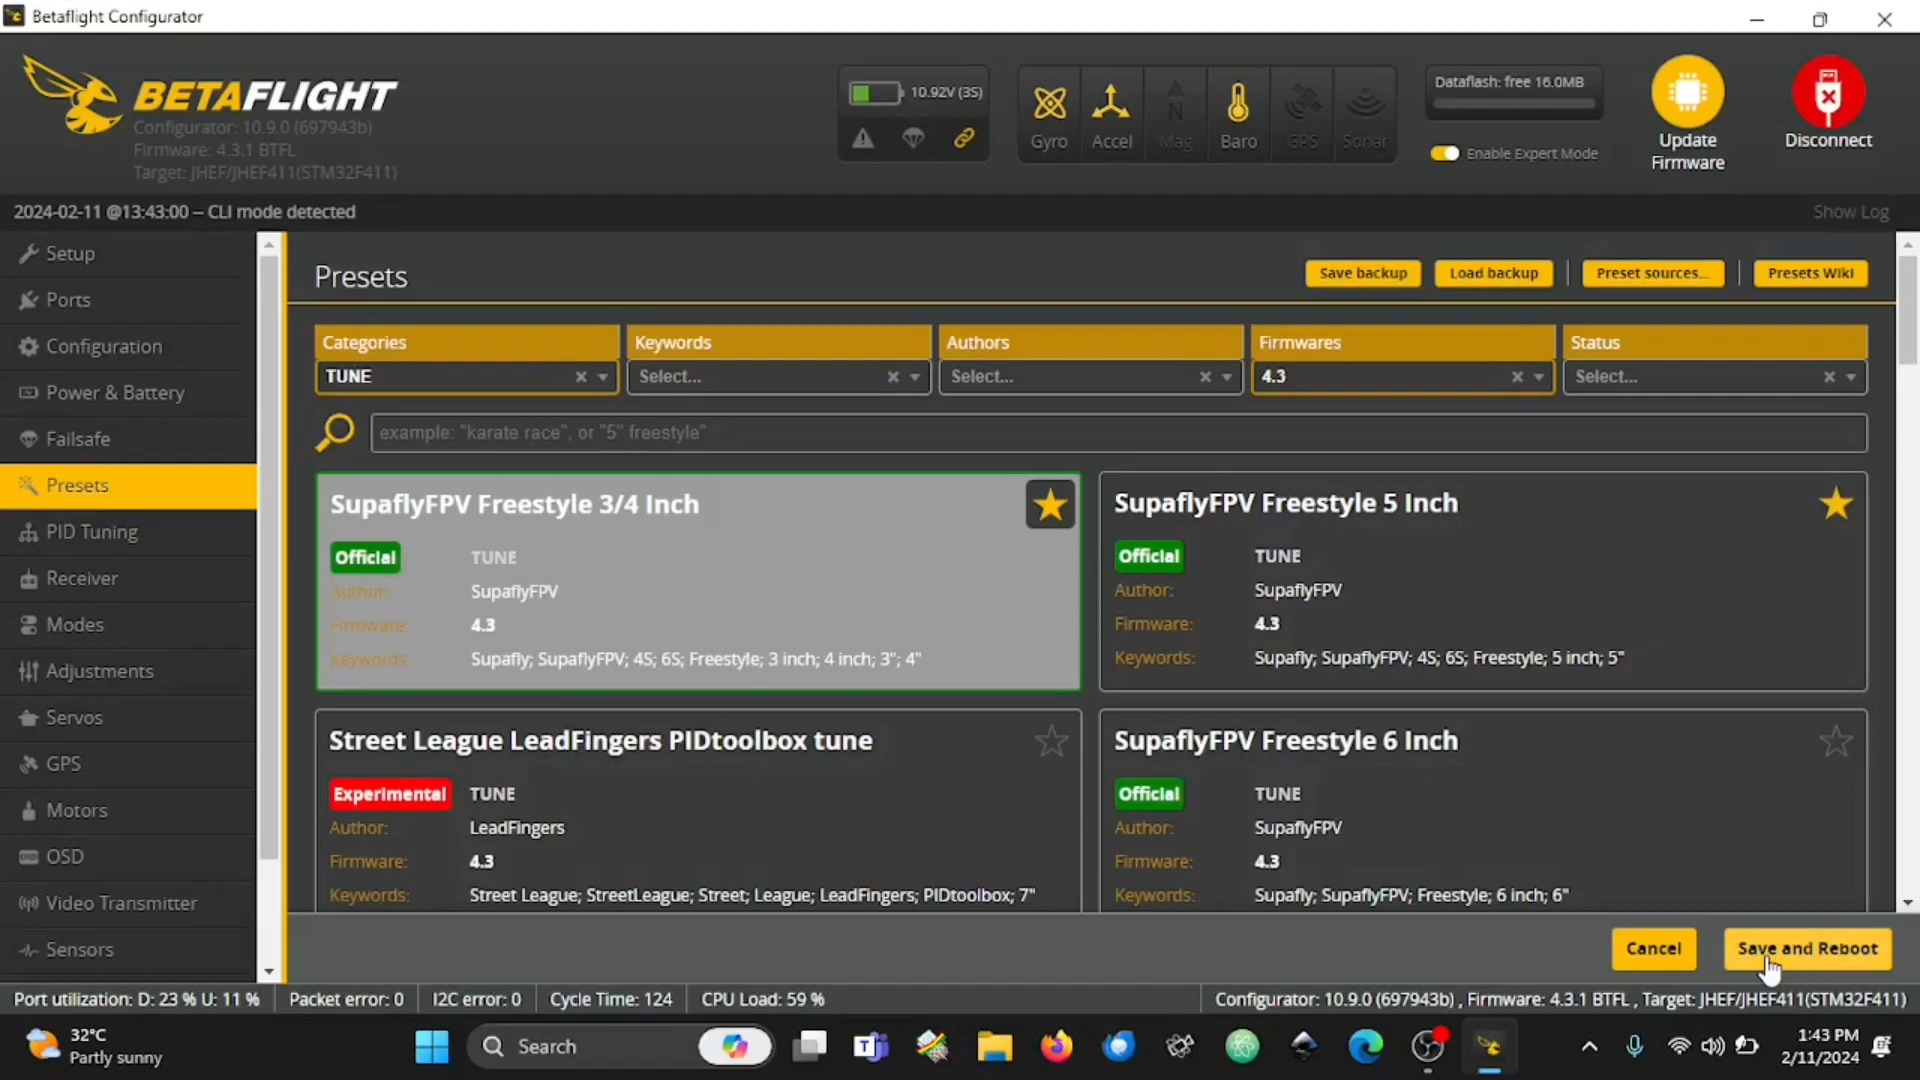 Betaflight Configurator
BETAFLIGHT
Configurator: 10.9.0 (697943b)
Firmware: 4.3.1 BTFL
Target: JHEF/JHEF411(STM32F411)
10.92V (3S)
Gyro
Accel
Mag
Baro
GPS
Sonar
Dataflash: free 16.0MB
Enable Expert Mode
Update
Firmware
Disconnect
2024-02-11 @13:43:00 – CLI mode detected
Show Log
Setup
Ports
Configuration
Power & Battery
Failsafe
Presets
PID Tuning
Receiver
Modes
Adjustments
Servos
GPS
Motors
OSD
Video Transmitter
Sensors
Presets
Save backup
Load backup
Preset sources...
Presets Wiki
Categories
Keywords
Authors
Firmwares
Status
TUNE
Select...
Select...
4.3
Select...
example: "karate race", or "5" freestyle"
SupaflyFPV Freestyle 3/4 Inch
Official TUNE
Author: SupaflyFPV
Firmware: 4.3
Keywords: Supafly; SupaflyFPV; 4S; 6S; Freestyle; 3 inch; 4 inch; 3"; 4"
SupaflyFPV Freestyle 5 Inch
Official TUNE
Author: SupaflyFPV
Firmware: 4.3
Keywords: Supafly; SupaflyFPV; 4S; 6S; Freestyle; 5 inch; 5"
Street League LeadFingers PIDtoolbox tune
Experimental TUNE
Author: LeadFingers
Firmware: 4.3
Keywords: Street League; StreetLeague; Street; League; LeadFingers; PIDtoolbox; 7"
SupaflyFPV Freestyle 6 Inch
Official TUNE
Author: SupaflyFPV
Firmware: 4.3
Keywords: Supafly; SupaflyFPV; Freestyle; 6 inch; 6"
Cancel
Save and Reboot
Port utilization: D: 23 % U: 11 %
Packet error: 0
I2C error: 0
Cycle Time: 124
CPU Load: 59 %
Configurator: 10.9.0 (697943b) , Firmware: 4.3.1 BTFL , Target: JHEF/JHEF411(STM32F411)
32°C
Partly sunny
Search
1:43 PM
2/11/2024